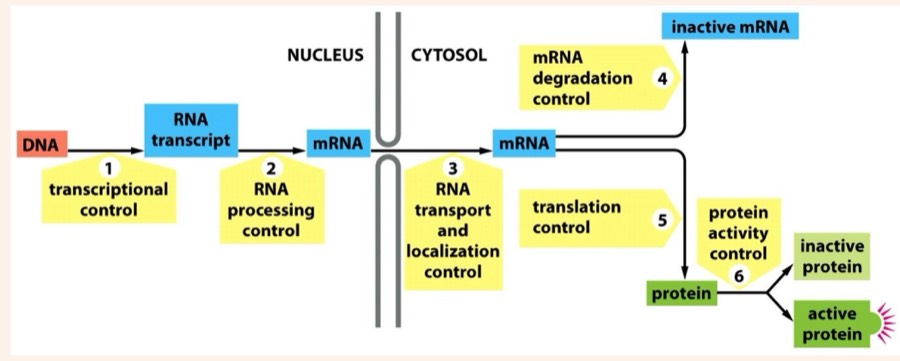 NUCLEUS
CYTOSOL
inactive mRNA
mRNA
degradation
control
4
DNA
RNA
transcript
mRNA
mRNA
1
transcriptional
control
2
RNA
processing
control
3
RNA
transport
and
localization
control
translation
control
5
protein
activity
control
6
protein
inactive
protein
active
protein